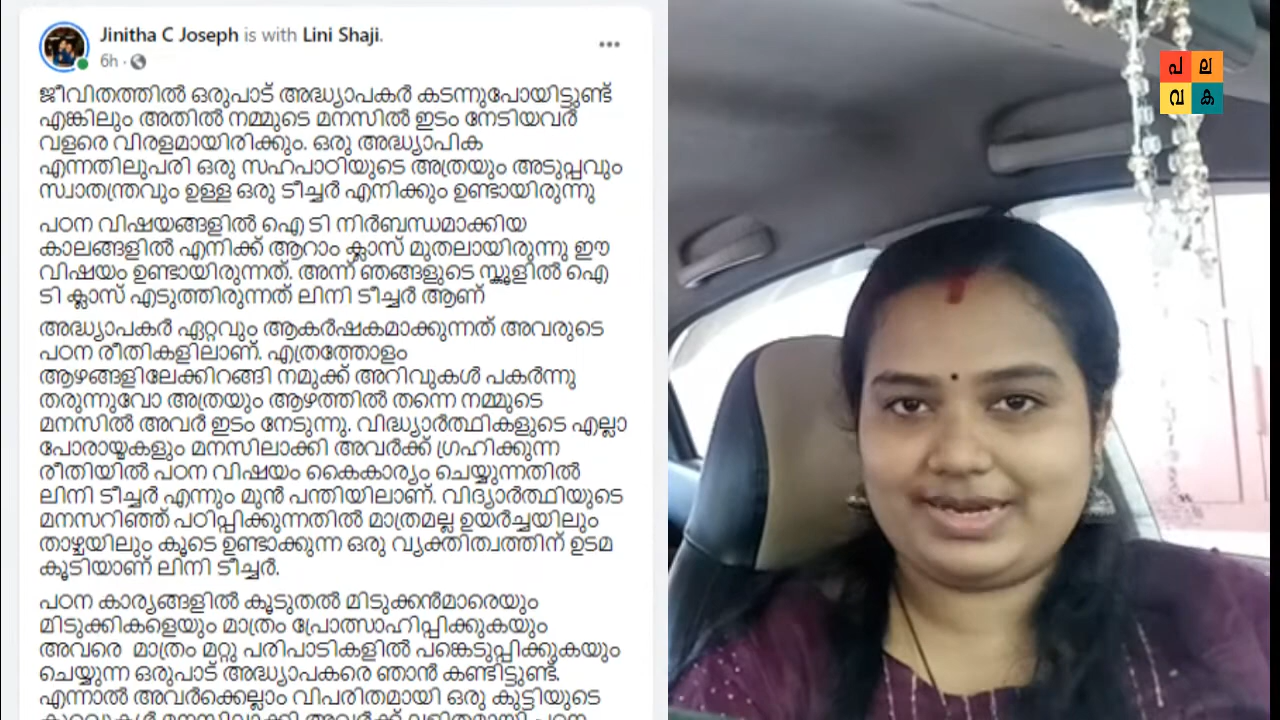 Jinitha C Joseph is with Lini Shaji.
6h ·
ജീവിതത്തിൽ ഒരുപാട് അദ്ധ്യാപകർ കടന്നുപോയിട്ടുണ്ട്
എങ്കിലും അതിൽ നമ്മുടെ മനസിൽ ഇടം നേടിയവർ
വളരെ വിരളമായിരിക്കും. ഒരു അദ്ധ്യാപിക
എന്നതിലുപരി ഒരു സഹപാഠിയുടെ അത്രയും അടുപ്പവും
സ്വാതന്ത്രവും ഉള്ള ഒരു ടീച്ചർ എനിക്കും ഉണ്ടായിരുന്നു
പഠന വിഷയങ്ങളിൽ ഐ ടി നിർബന്ധമാക്കിയ
കാലങ്ങളിൽ എനിക്ക് ആറാം ക്ലാസ് മുതലായിരുന്നു ഈ
വിഷയം ഉണ്ടായിരുന്നത്. അന്ന് ഞങ്ങളുടെ സ്കൂളിൽ ഐ
ടി ക്ലാസ് എടുത്തിരുന്നത് ലിനി ടീച്ചർ ആണ്
അദ്ധ്യാപകർ ഏറ്റവും ആകർഷകമാക്കുന്നത് അവരുടെ
പഠന രീതികളിലാണ്. എത്രത്തോളം
ആഴങ്ങളിലേക്കിറങ്ങി നമുക്ക് അറിവുകൾ പകർന്നു
തരുന്നുവോ അത്രയും ആഴത്തിൽ തന്നെ നമ്മുടെ
മനസിൽ അവർ ഇടം നേടുന്നു. വിദ്ധ്യാർത്ഥികളുടെ എല്ലാ
പോരായ്മകളും മനസിലാക്കി അവർക്ക് ഗ്രഹിക്കുന്ന
രീതിയിൽ പഠന വിഷയം കൈകാര്യം ചെയ്യുന്നതിൽ
ലിനി ടീച്ചർ എന്നും മുൻ പന്തിയിലാണ്. വിദ്യാർത്ഥിയുടെ
മനസറിഞ്ഞ് പഠിപ്പിക്കുന്നതിൽ മാത്രമല്ല ഉയർച്ചയിലും
താഴ്ചയിലും കൂടെ ഉണ്ടാക്കുന്ന ഒരു വ്യക്തിത്വത്തിന് ഉടമ
കൂടിയാണ് ലിനി ടീച്ചർ.
പഠന കാര്യങ്ങളിൽ കൂടുതൽ മിടുക്കൻമാരെയും
മിടുക്കികളെയും മാത്രം പ്രോത്സാഹിപ്പിക്കുകയും
അവരെ മാത്രം മറ്റു പരിപാടികളിൽ പങ്കെടുപ്പിക്കുകയും
ചെയ്യുന്ന ഒരുപാട് അദ്ധ്യാപകരെ ഞാൻ കണ്ടിട്ടുണ്ട്.
എന്നാൽ അവർക്കെല്ലാം വിപരിതമായി ഒരു കുട്ടിയുടെ
കുറവുകൾ മനസിലാക്കി അവർക്ക് ലളിതമായി പഠന
പ ല
വ ക